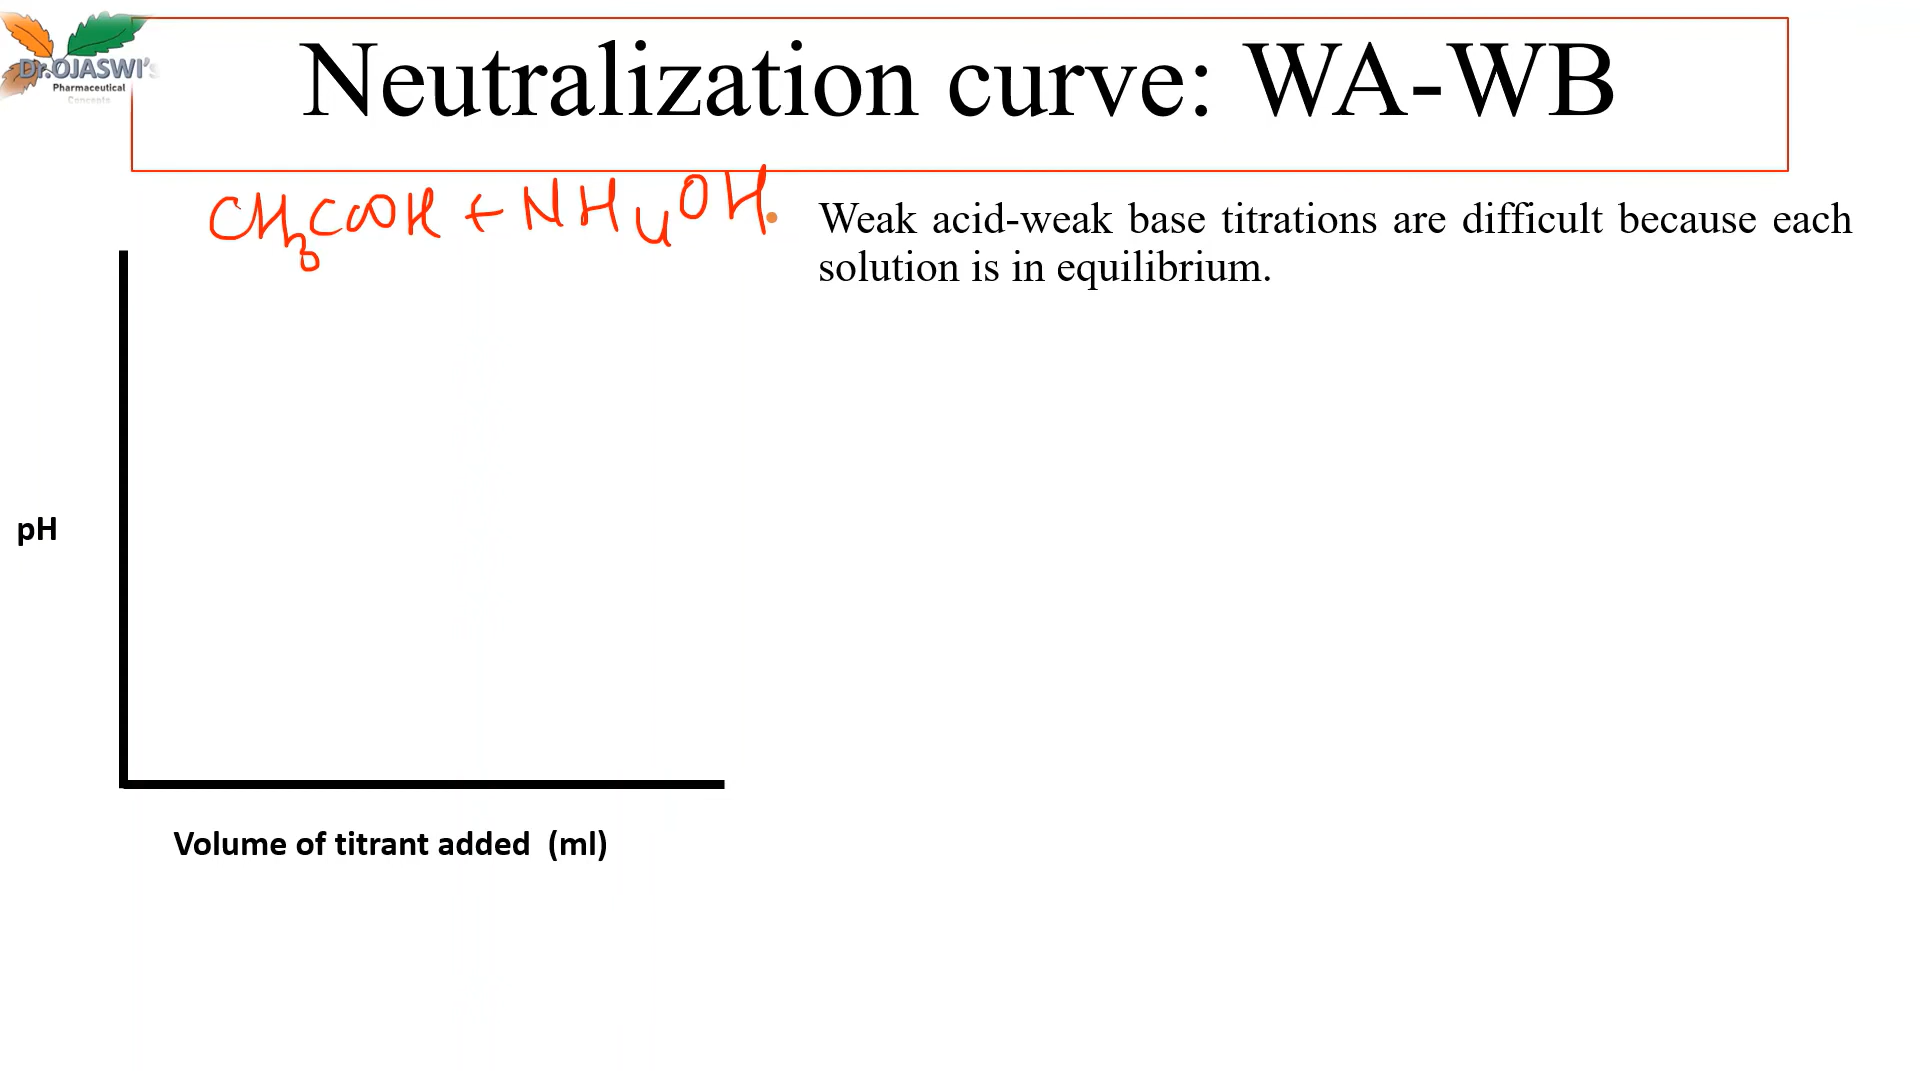 Dr.OJASWI's
Pharmaceutical
Concepts
Neutralization curve: WA-WB
CH3COOH + NH4OH
• Weak acid-weak base titrations are difficult because each
solution is in equilibrium.
pH
Volume of titrant added (ml)